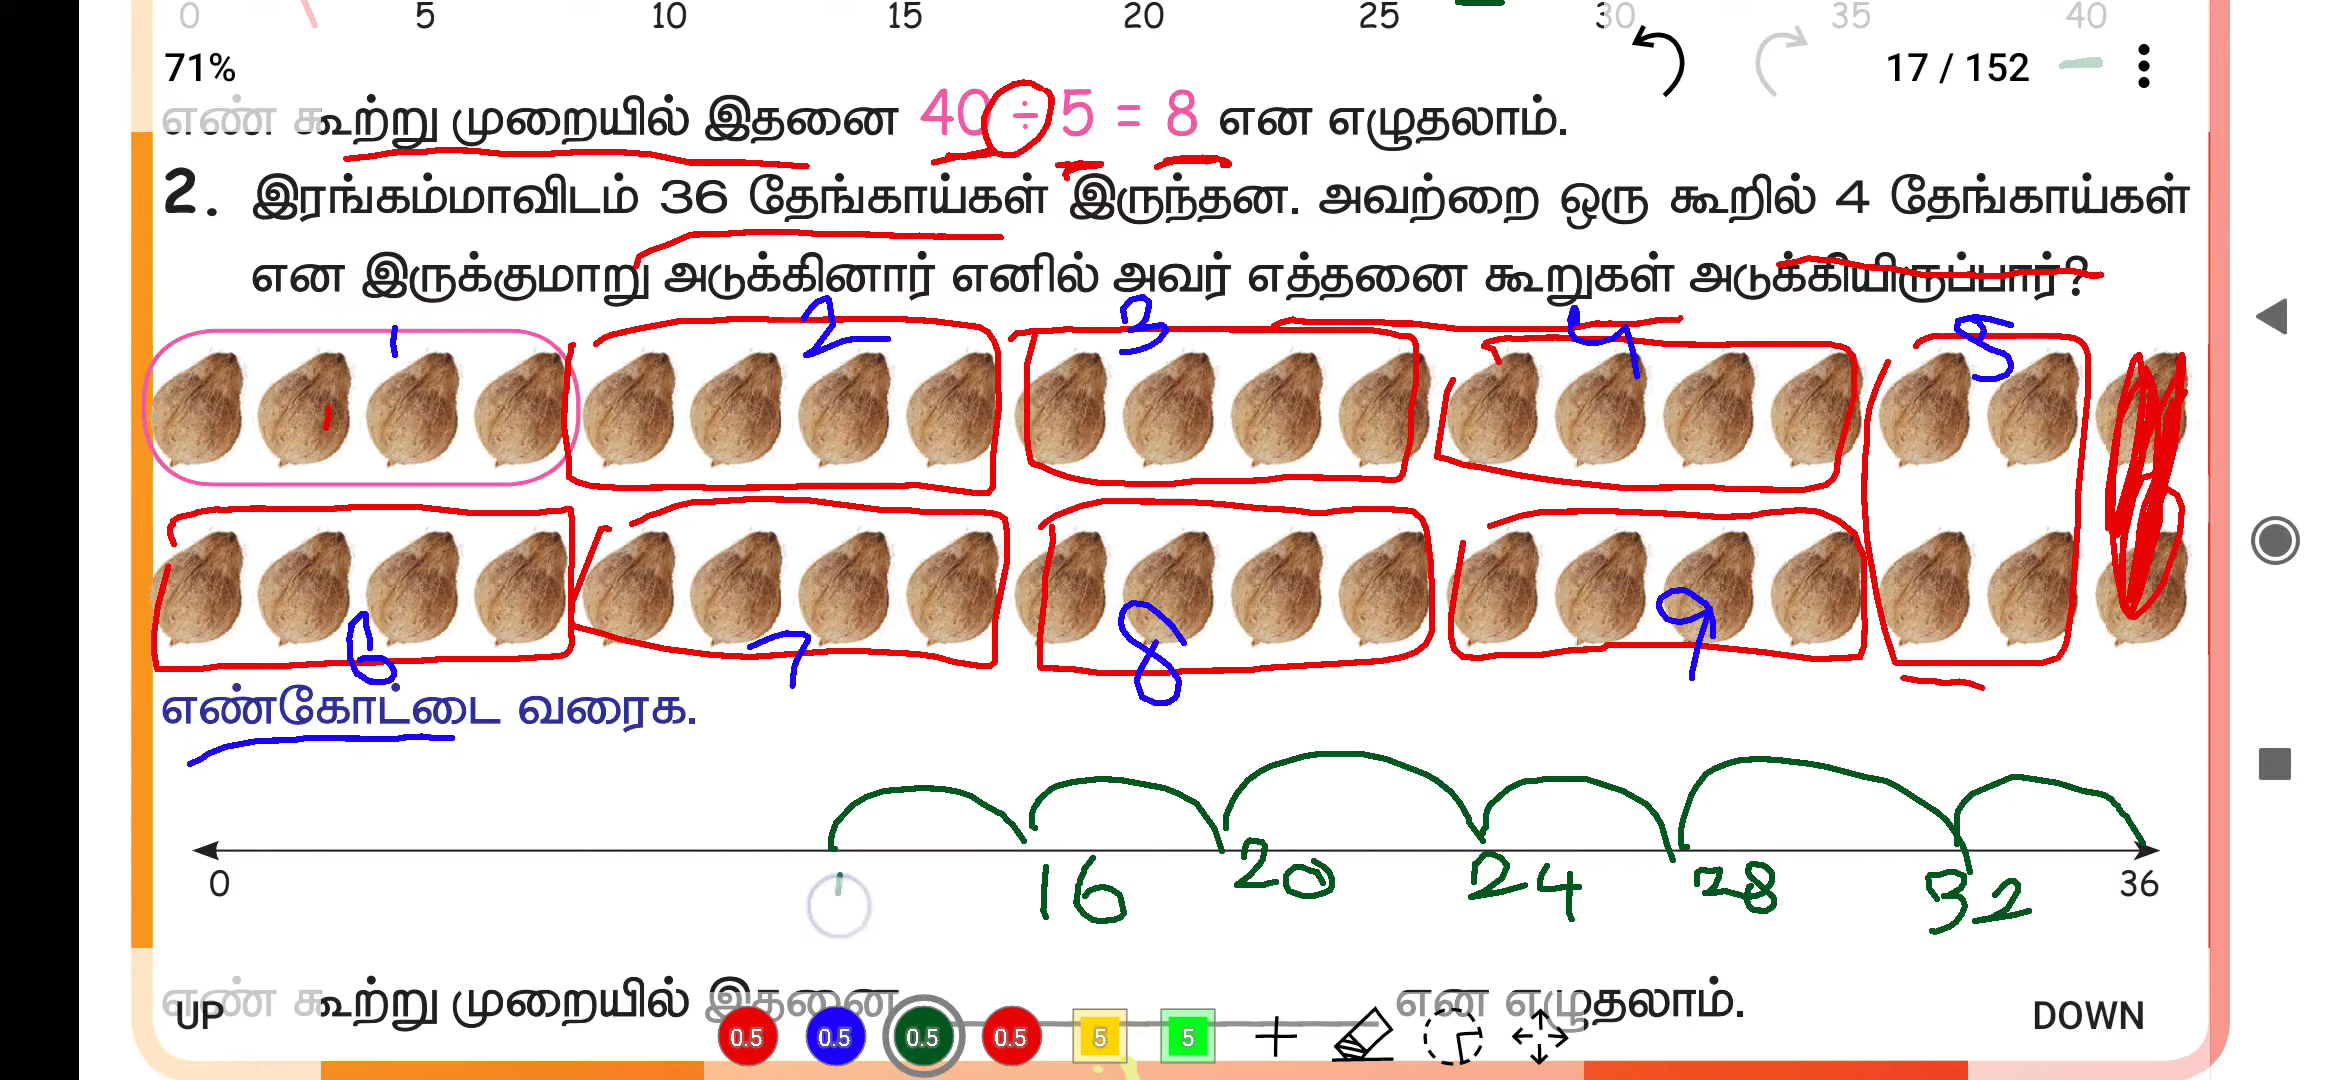 0 5 10 15 20 25 30 35 40
71% 17 / 152
எண் கூற்று முறையில் இதனை 40 ÷ 5 = 8 என எழுதலாம்.
2. இரங்கம்மாவிடம் 36 தேங்காய்கள் இருந்தன. அவற்றை ஒரு கூறில் 4 தேங்காய்கள்
என இருக்குமாறு அடுக்கினார் எனில் அவர் எத்தனை கூறுகள் அடுக்கியிருப்பார்?
1 2 3 4 5
6 7 8 9
எண்கோட்டை வரைக.
0 1 16 20 24 28 32 36
எண் கூற்று முறையில் இதனை என எழுதலாம்.
UP 0.5 0.5 0.5 0.5 5 5 DOWN